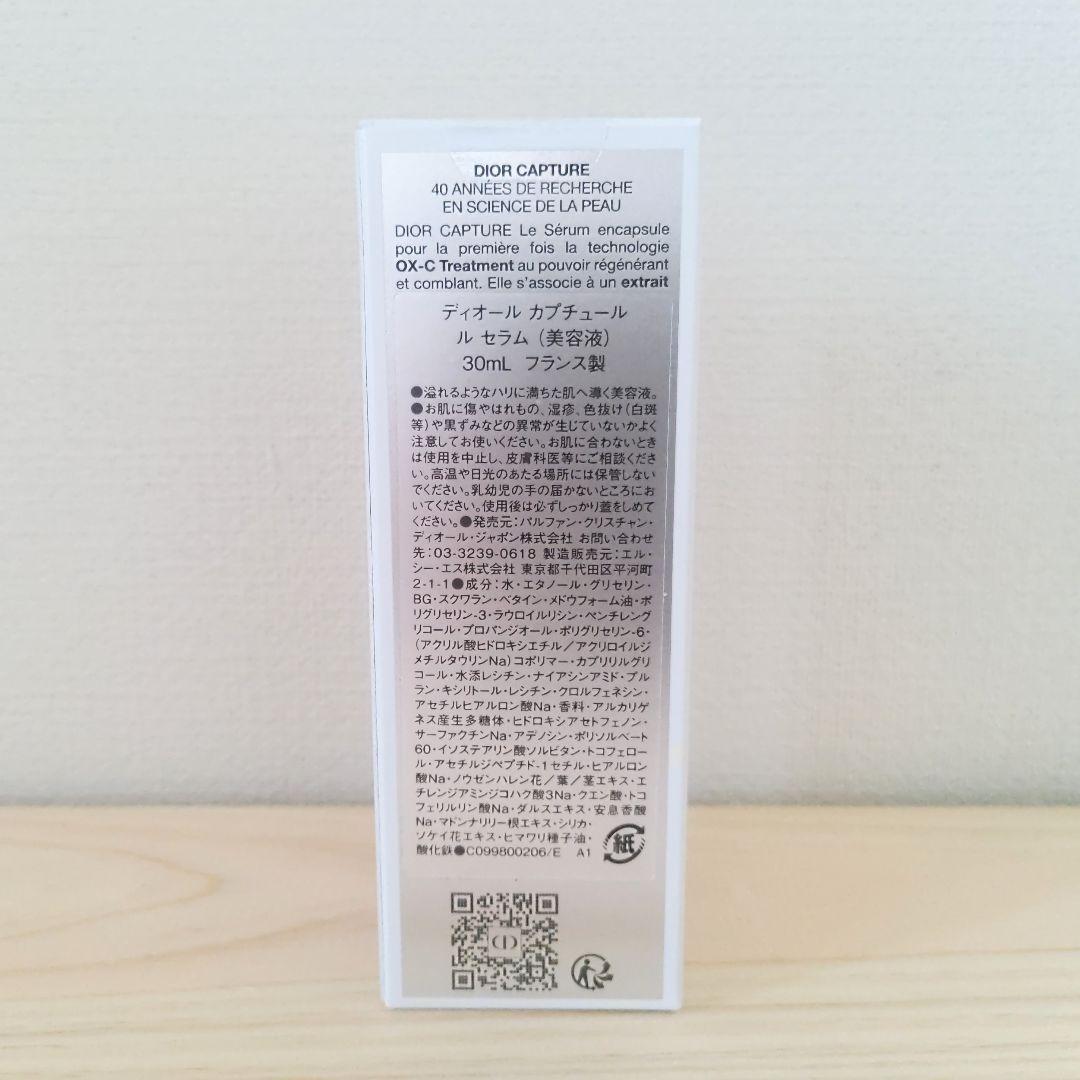 DIOR CAPTURE
40 ANNÉES DE RECHERCHE
EN SCIENCE DE LA PEAU
DIOR CAPTURE Le Sérum encapsule
pour la première fois la technologie
OX-C Treatment au pouvoir régénérant
et comblant. Elle s'associe à un extrait
ディオール カプチュール
ル セラム（美容液）
30mL フランス製
●溢れるようなハリに満ちた肌へ導く美容液。
●お肌に傷やはれもの、湿疹、色抜け（白斑
等）や黒ずみなどの異常が生じていないかよく
注意してお使いください。お肌に合わないとき
は使用を中止し、皮膚科医等にご相談くださ
い。高温や日光のあたる場所には保管しない
でください。乳幼児の手の届かないところにお
いてください。使用後は必ずしっかり蓋をしめて
ください。●発売元：パルファン・クリスチャン・
ディオール・ジャポン株式会社 お問い合わせ
先：03-3239-0618 製造販売元：エル・
シー・エス株式会社 東京都千代田区平河町
2-1-1●成分：水・エタノール・グリセリン・
BG・スクワラン・ベタイン・メドウフォーム油・ポ
リグリセリン-3・ラウロイルリシン・ペンチレング
リコール・プロパンジオール・ポリグリセリン-6・
（アクリル酸ヒドロキシエチル／アクリロイルジ
メチルタウリンNa）コポリマー・カプリリルグリ
コール・水添レシチン・ナイアシンアミド・プル
ラン・キシリトール・レシチン・クロルフェネシン・
アセチルヒアルロン酸Na・香料・アルカリゲ
ネス産生多糖体・ヒドロキシアセトフェノン・
サーファクチンNa・アデノシン・ポリソルベート
60・イソステアリン酸ソルビタン・トコフェロー
ル・アセチルジペプチド-1セチル・ヒアルロン
酸Na・ノウゼンハレン花／葉／茎エキス・エ
チレンジアミンジコハク酸3Na・クエン酸・トコ
フェリルリン酸Na・ダルスエキス・安息香酸
Na・マドンナリリー根エキス・シリカ・
ソケイ花エキス・ヒマワリ種子油・
酸化鉄●C099800206/E A1
紙